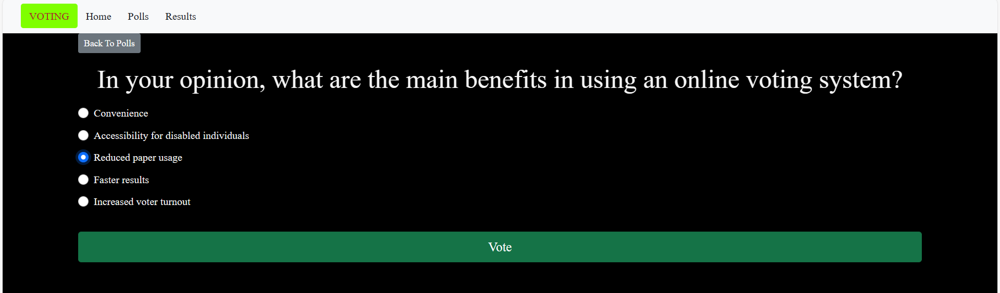 VOTING Home Polls Results
Back To Polls
In your opinion, what are the main benefits in using an online voting system?
Convenience
Accessibility for disabled individuals
Reduced paper usage
Faster results
Increased voter turnout
Vote